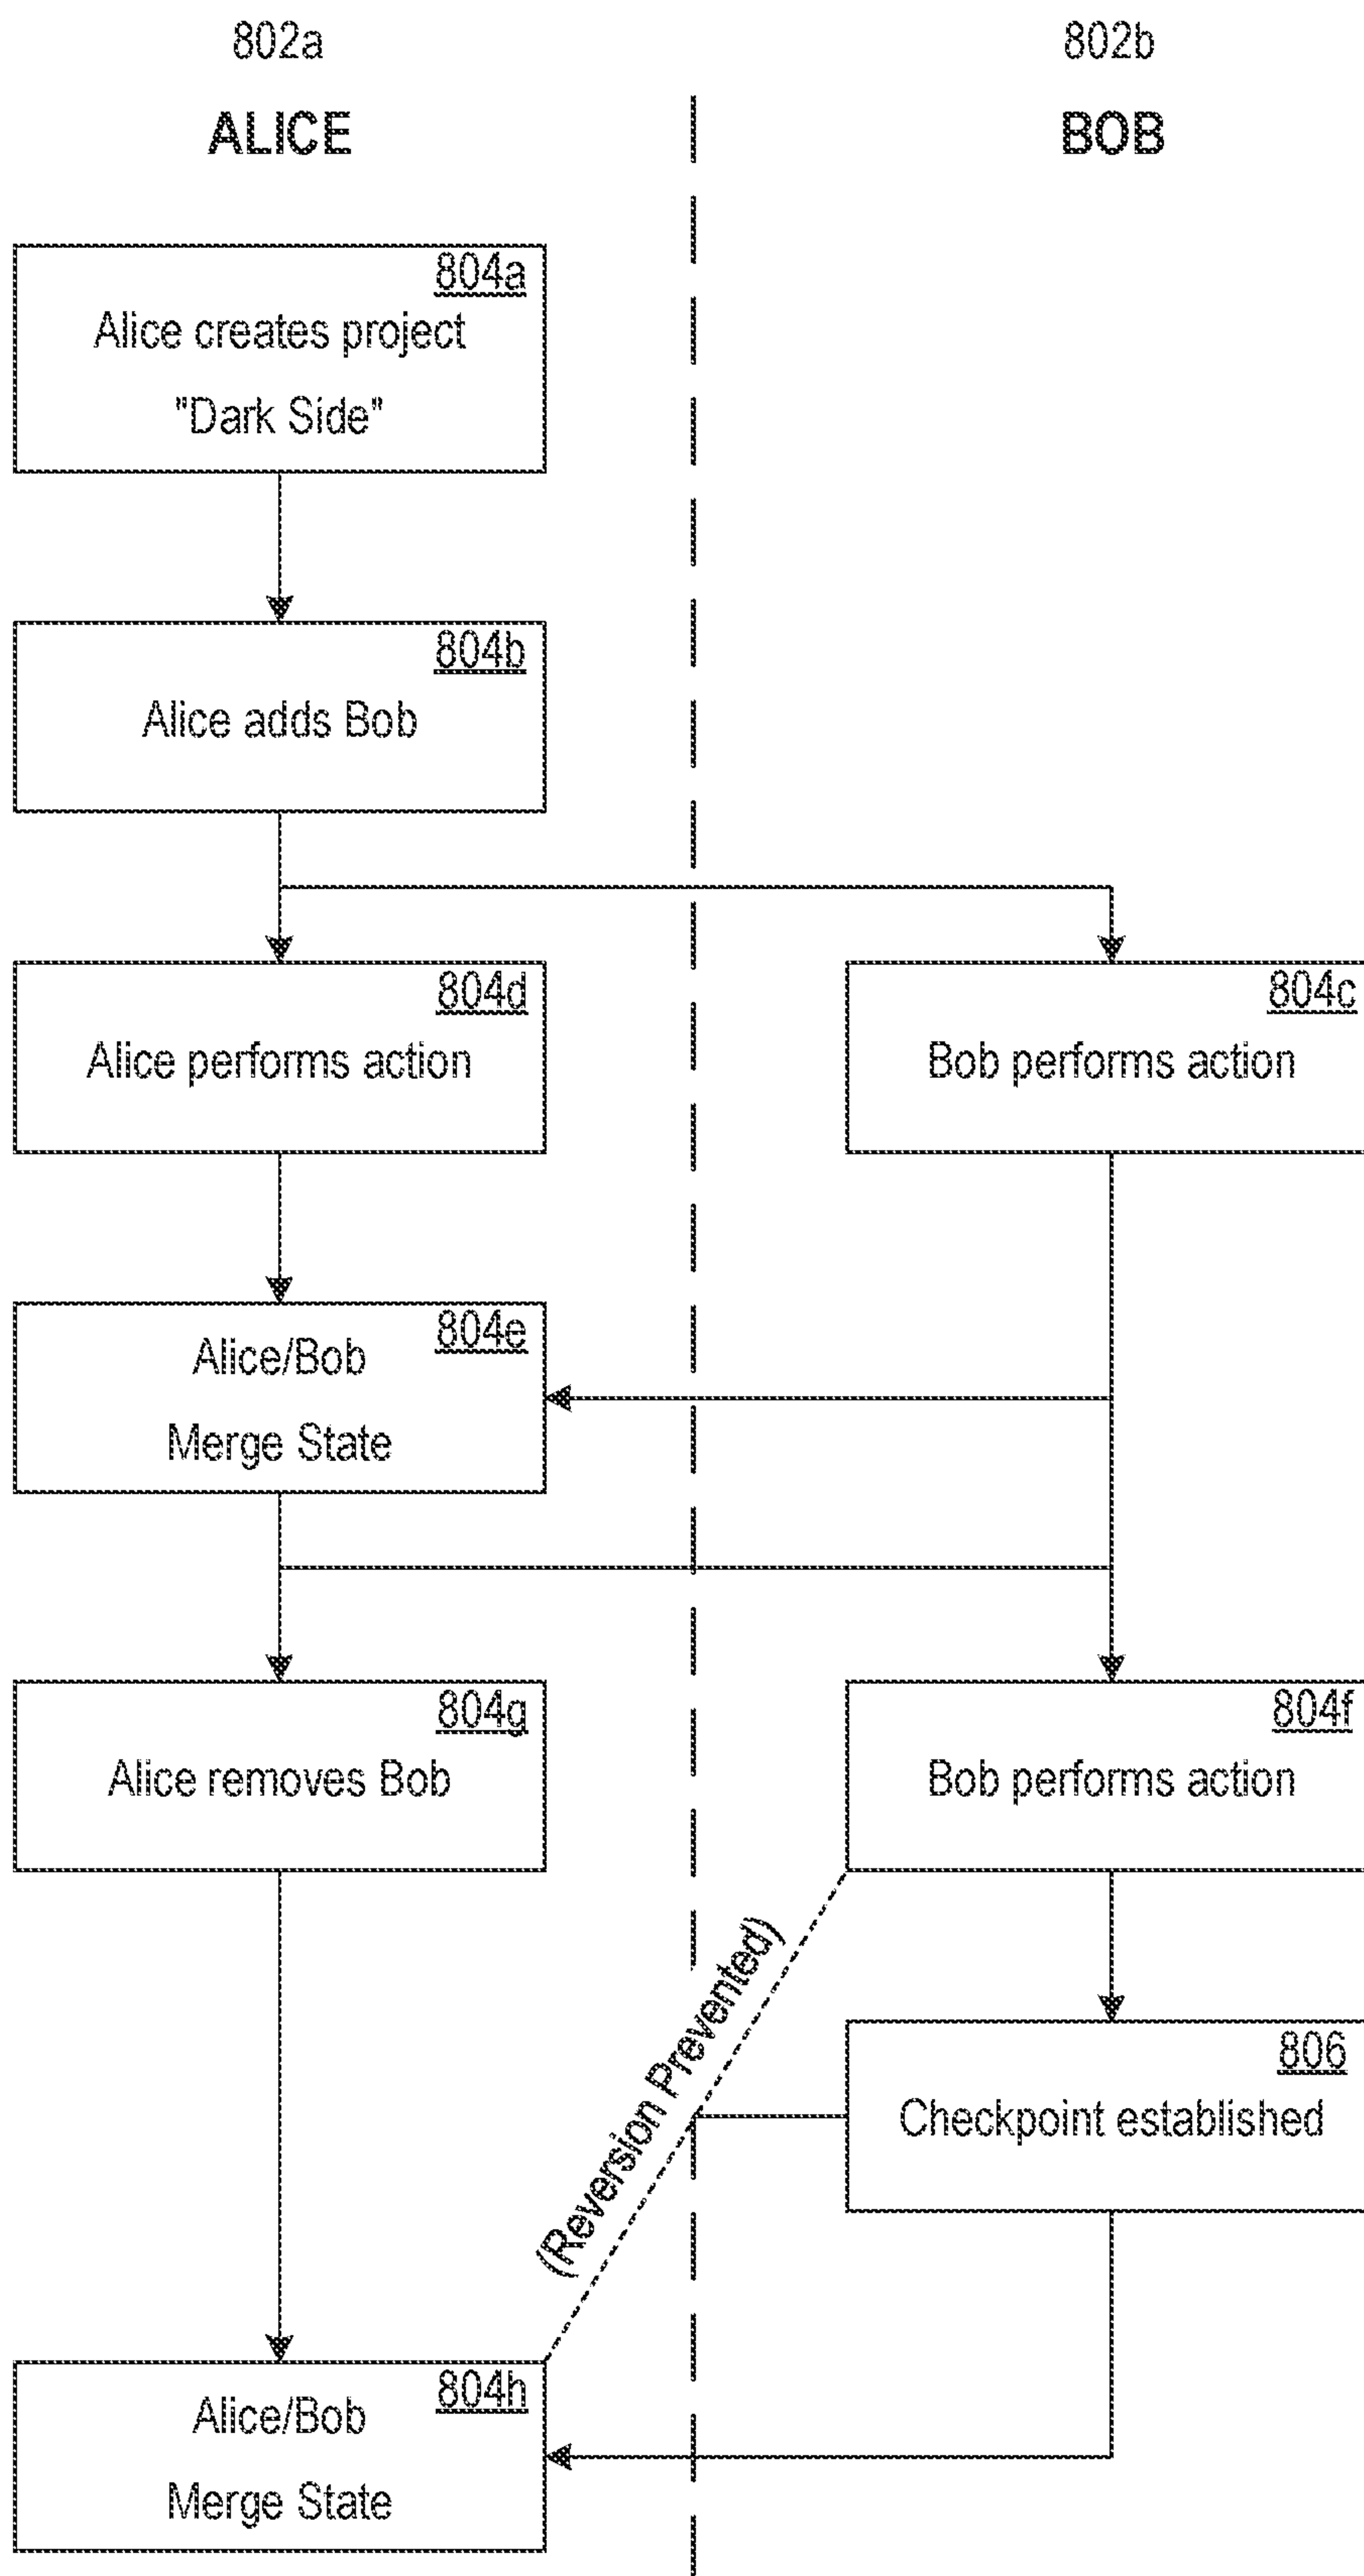 802a
802b
ALICE
BOB
804a
Alice creates project
"Dark Side"
804b
Alice adds Bob
804d
Alice performs action
804c
Bob performs action
804e
Alice/Bob
Merge State
804g
Alice removes Bob
804f
Bob performs action
(Reversion Prevented)
806
Checkpoint established
804h
Alice/Bob
Merge State